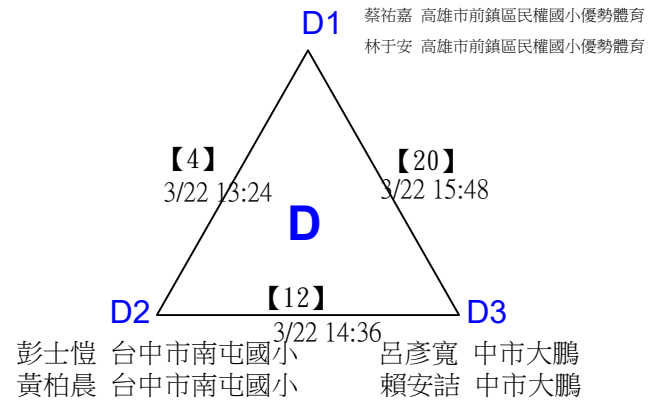 D1
蔡祐嘉 高雄市前鎮區民權國小優勢體育
林于安 高雄市前鎮區民權國小優勢體育
【4】
3/22 13:24
【20】
3/22 15:48
D
【12】
3/22 14:36
D2
D3
彭士愷 台中市南屯國小
黃柏晨 台中市南屯國小
呂彥寬 中市大鵬
賴安詰 中市大鵬